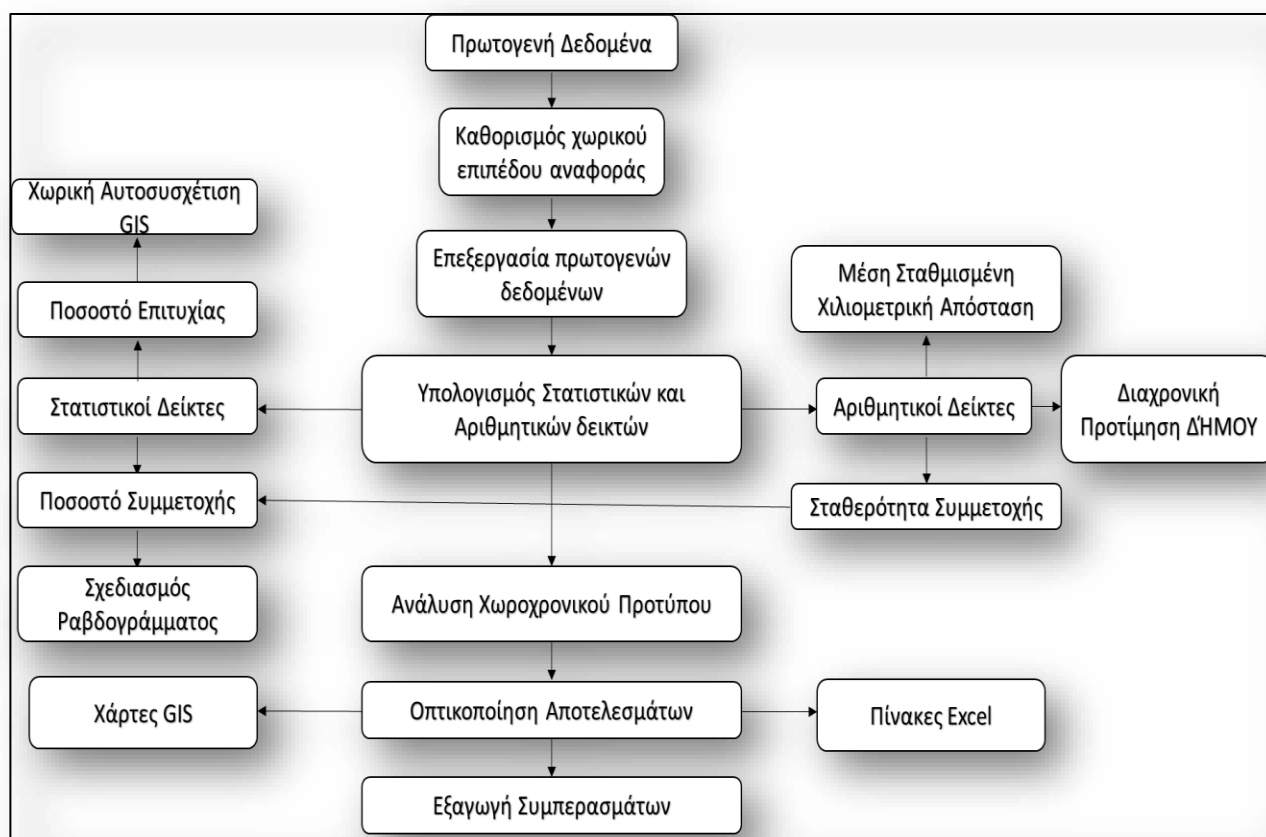 Πρωτογενή Δεδομένα
Καθορισμός χωρικού
επιπέδου αναφοράς
Χωρική Αυτοσυσχέτιση
GIS
Επεξεργασία πρωτογενών
δεδομένων
Μέση Σταθμισμένη
Χιλιομετρική Απόσταση
Ποσοστό Επιτυχίας
Στατιστικοί Δείκτες
Υπολογισμός Στατιστικών και
Αριθμητικών δεικτών
Αριθμητικοί Δείκτες
Διαχρονική
Προτίμηση ΔΉΜΟΥ
Ποσοστό Συμμετοχής
Σταθερότητα Συμμετοχής
Σχεδιασμός
Ραβδογράμματος
Ανάλυση Χωροχρονικού Προτύπου
Χάρτες GIS
Οπτικοποίηση Αποτελεσμάτων
Πίνακες Excel
Εξαγωγή Συμπερασμάτων